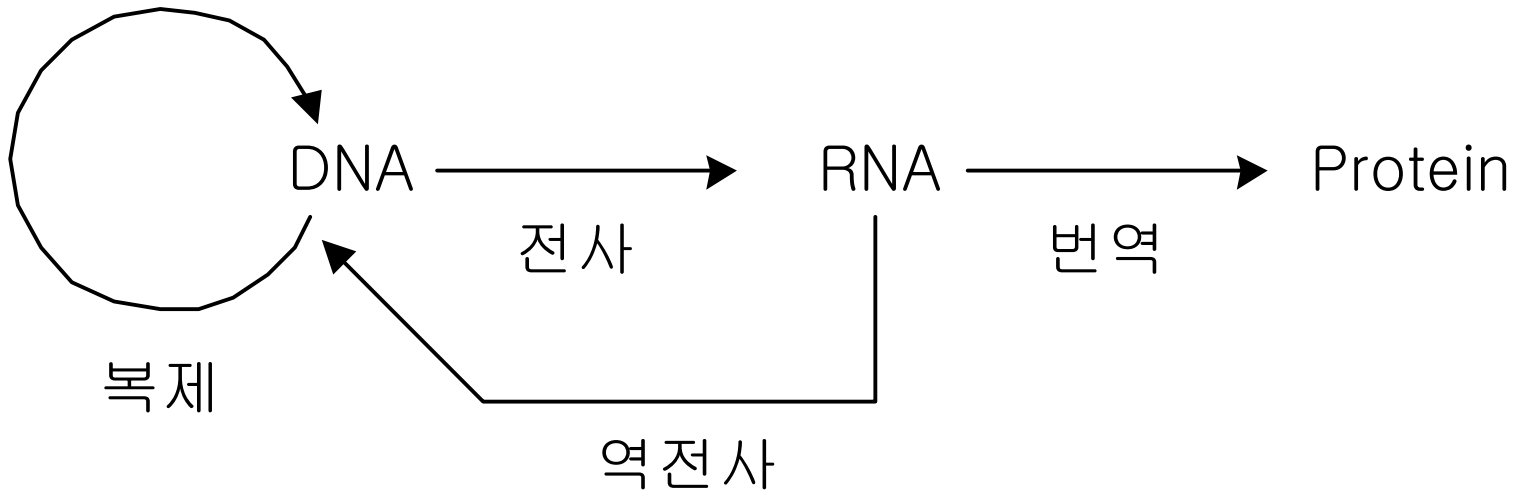 DNA
RNA
Protein
전사
번역
복제
역전사